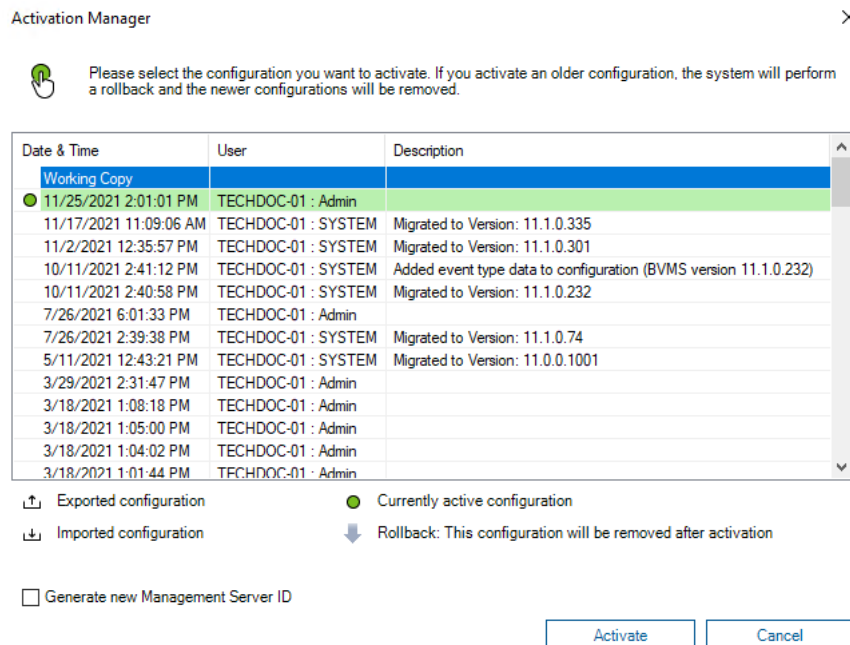 Activation Manager
Please select the configuration you want to activate. If you activate an older configuration, the system will perform
a rollback and the newer configurations will be removed.
Date & Time User Description
Working Copy
11/25/2021 2:01:01 PM TECHDOC-01 : Admin
11/17/2021 11:09:06 AM TECHDOC-01 : SYSTEM Migrated to Version: 11.1.0.335
11/2/2021 12:35:57 PM TECHDOC-01 : SYSTEM Migrated to Version: 11.1.0.301
10/11/2021 2:41:12 PM TECHDOC-01 : SYSTEM Added event type data to configuration (BVMS version 11.1.0.232)
10/11/2021 2:40:58 PM TECHDOC-01 : SYSTEM Migrated to Version: 11.1.0.232
7/26/2021 6:01:33 PM TECHDOC-01 : Admin
7/26/2021 2:39:38 PM TECHDOC-01 : SYSTEM Migrated to Version: 11.1.0.74
5/11/2021 12:43:21 PM TECHDOC-01 : SYSTEM Migrated to Version: 11.0.0.1001
3/29/2021 2:31:47 PM TECHDOC-01 : Admin
3/18/2021 1:08:18 PM TECHDOC-01 : Admin
3/18/2021 1:05:00 PM TECHDOC-01 : Admin
3/18/2021 1:04:02 PM TECHDOC-01 : Admin
3/18/2021 1:01:44 PM TECHDOC-01 : Admin
Exported configuration Currently active configuration
Imported configuration Rollback: This configuration will be removed after activation
Generate new Management Server ID
Activate Cancel